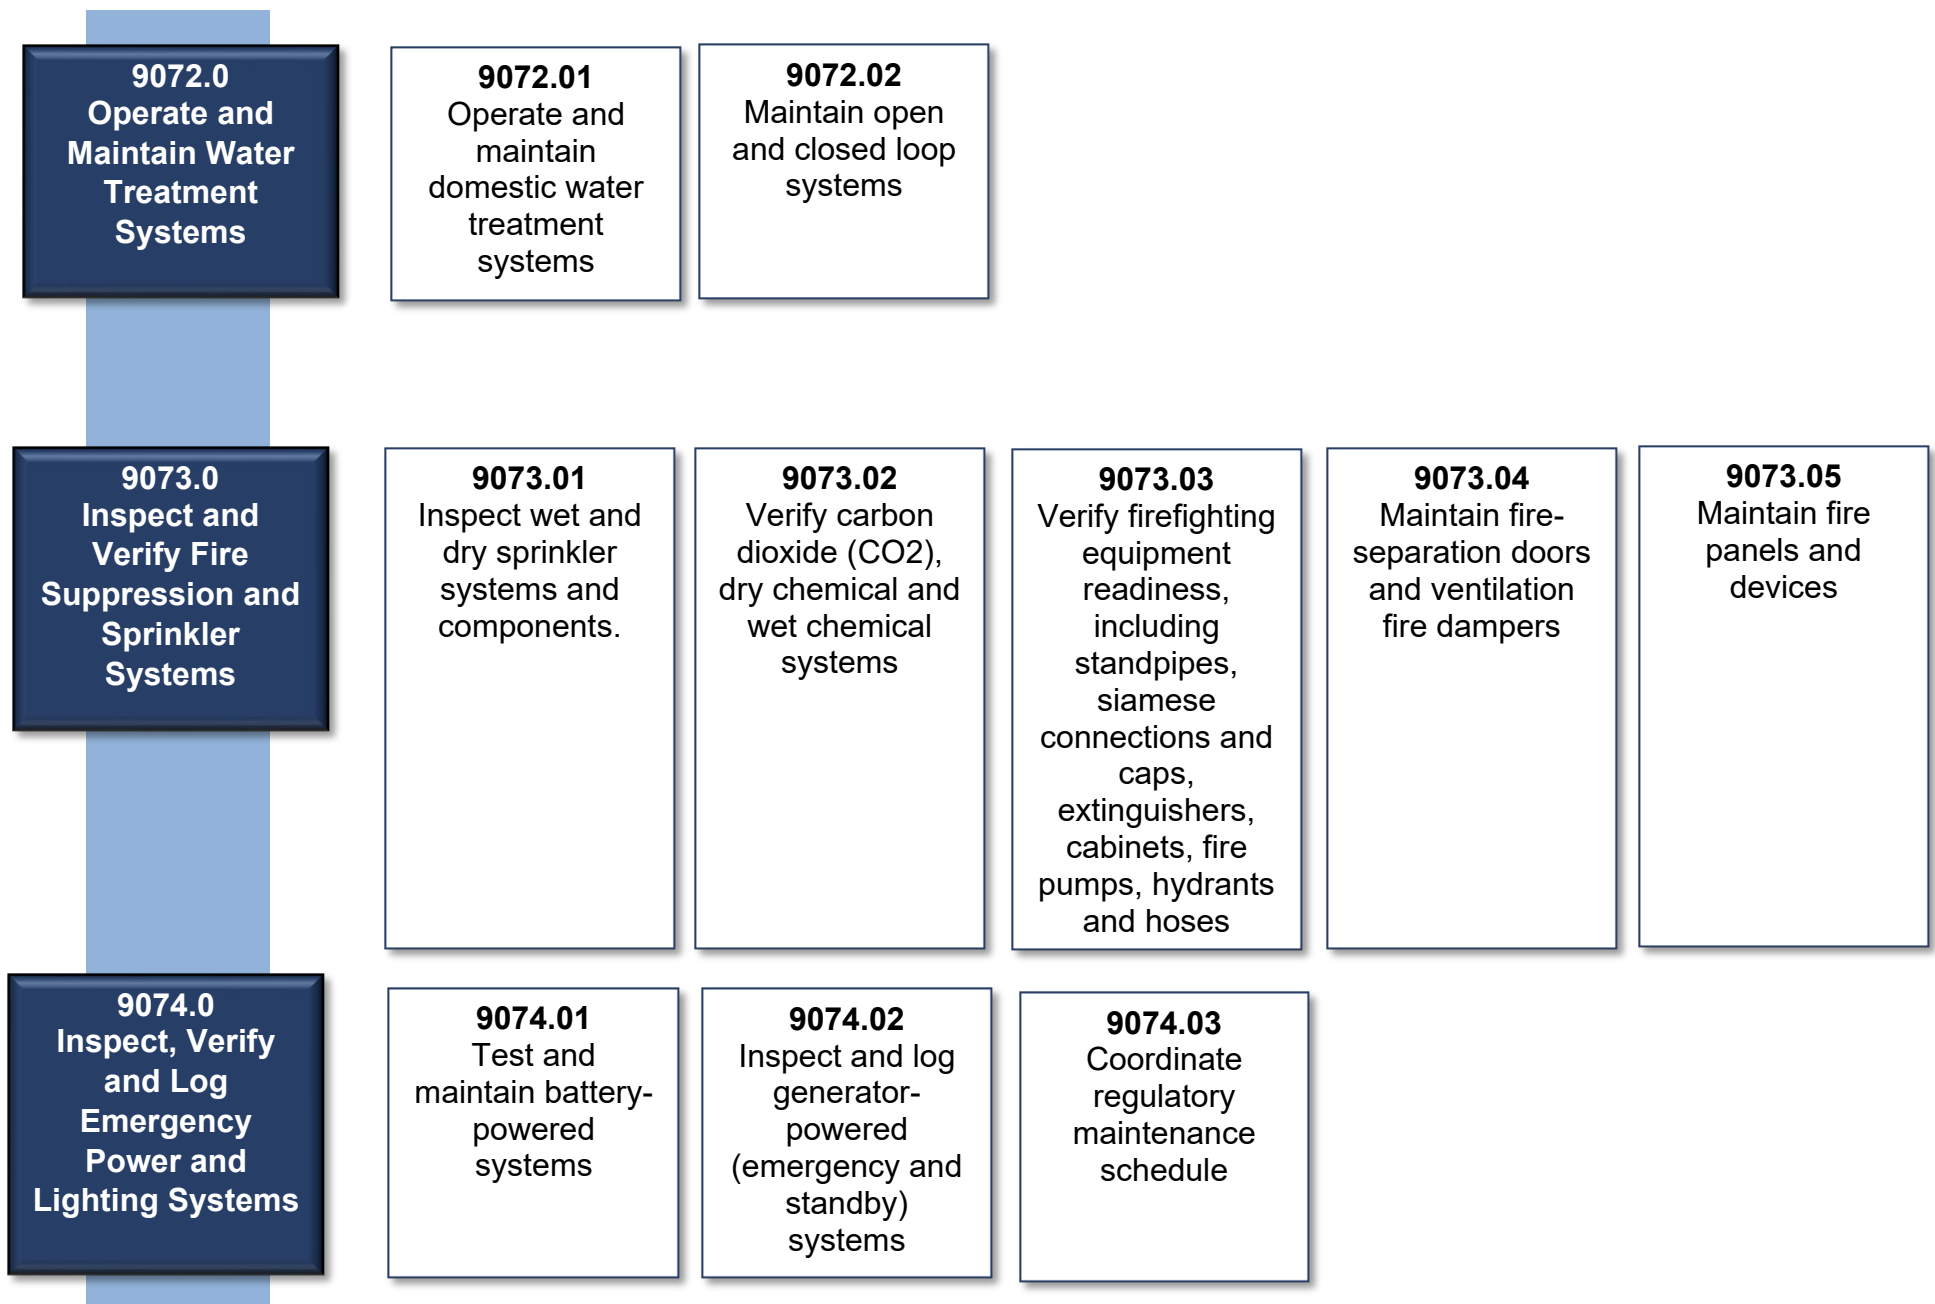 9072.0
Operate and
Maintain Water
Treatment
Systems
9072.01
Operate and
maintain
domestic water
treatment
systems
9072.02
Maintain open
and closed loop
systems
9073.0
Inspect and
Verify Fire
Suppression and
Sprinkler
Systems
9073.01
Inspect wet and
dry sprinkler
systems and
components.
9073.02
Verify carbon
dioxide (CO2),
dry chemical and
wet chemical
systems
9073.03
Verify firefighting
equipment
readiness,
including
standpipes,
siamese
connections and
caps,
extinguishers,
cabinets, fire
pumps, hydrants
and hoses
9073.04
Maintain fire-
separation doors
and ventilation
fire dampers
9073.05
Maintain fire
panels and
devices
9074.0
Inspect, Verify
and Log
Emergency
Power and
Lighting Systems
9074.01
Test and
maintain battery-
powered
systems
9074.02
Inspect and log
generator-
powered
(emergency and
standby)
systems
9074.03
Coordinate
regulatory
maintenance
schedule